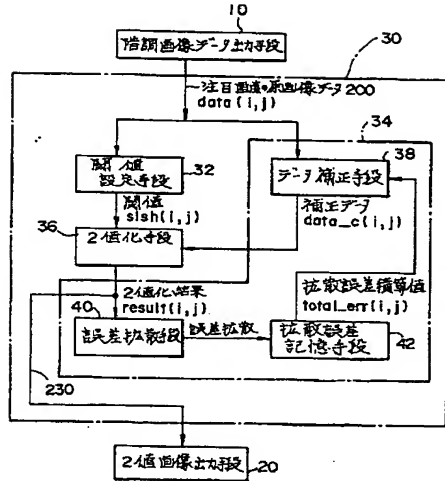 10
階調画像データ出力手段
30
注目画素の原画像データ 200
data(i,j)
34
閾値
設定手段
32
38
データ補正手段
閾値
slsh(i,j)
補正データ
data_c(i,j)
36
2値化手段
拡散誤差積算値
total_err(i,j)
2値化結果
result(i,j)
40
誤差拡散手段
誤差拡散
拡散誤差
記憶手段
42
230
2値画像出力手段
20